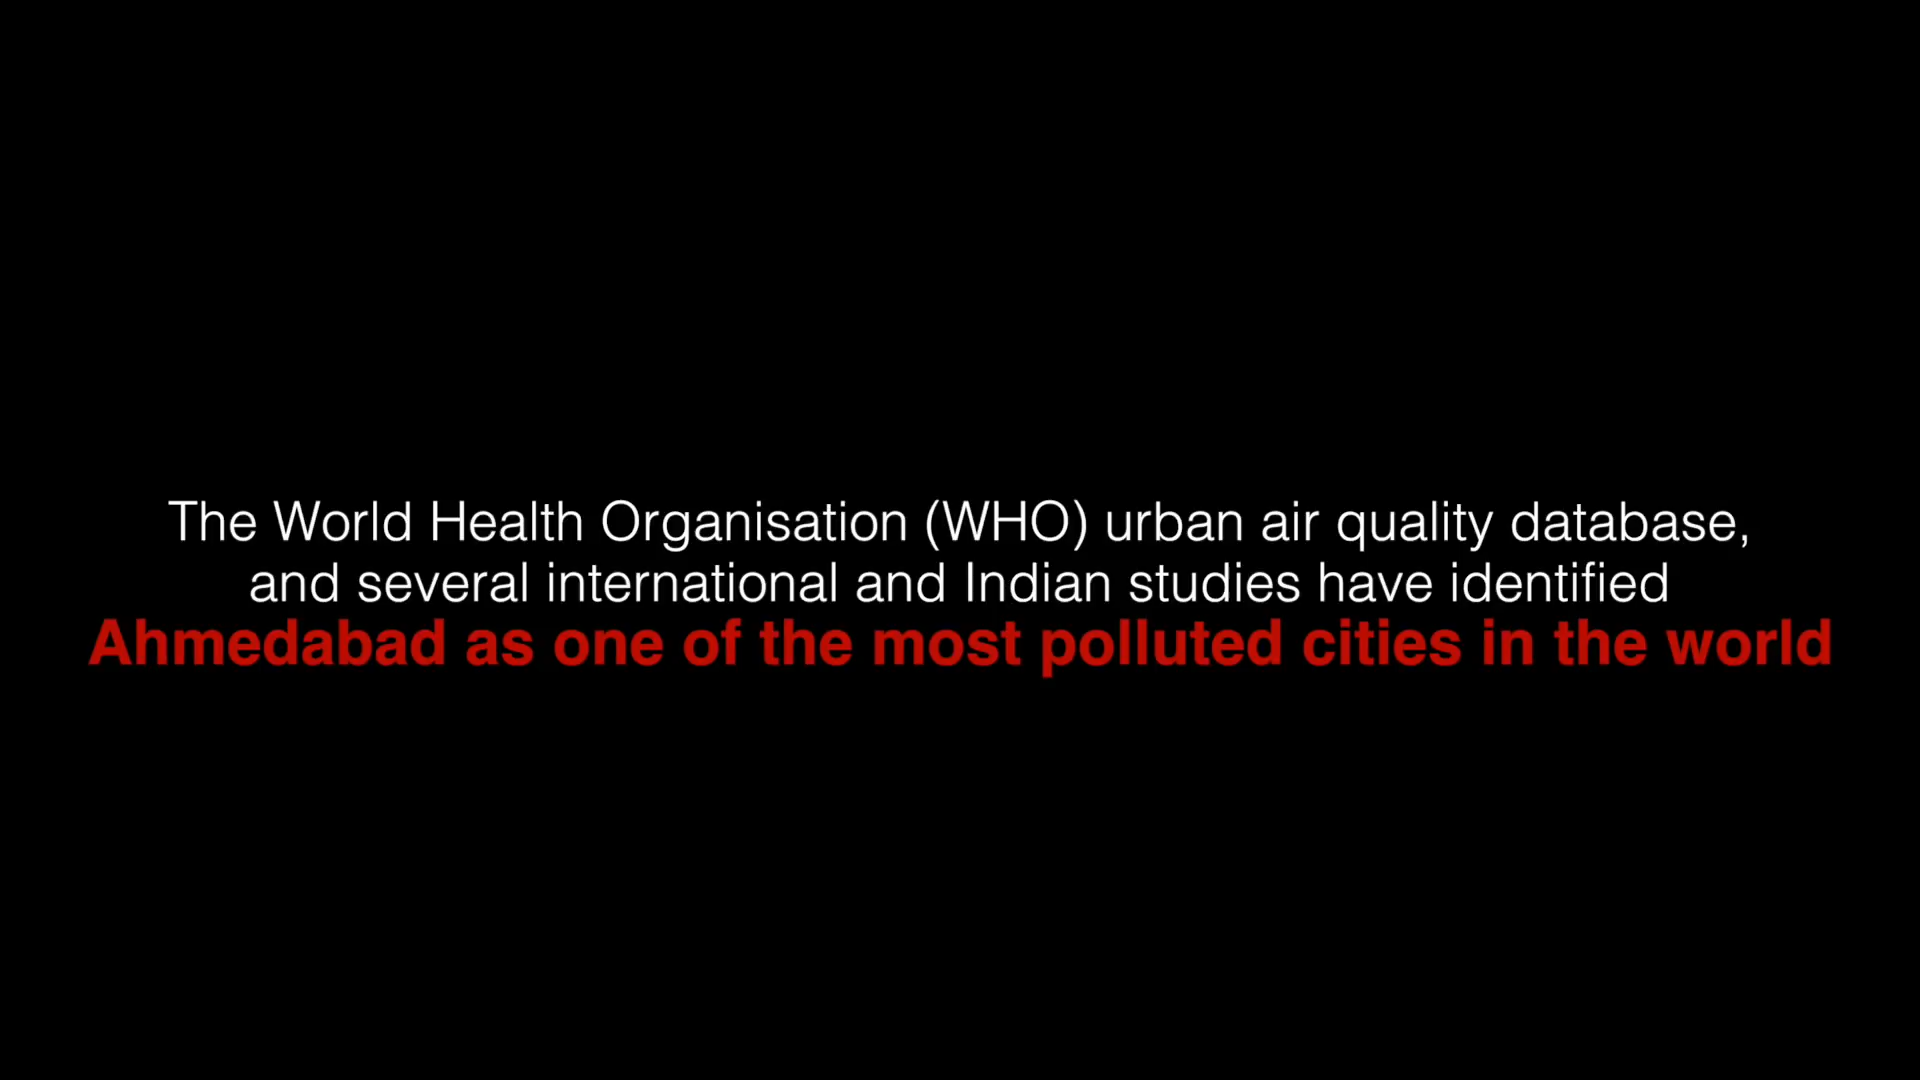 The World Health Organisation (WHO) urban air quality database,
and several international and Indian studies have identified
Ahmedabad as one of the most polluted cities in the world